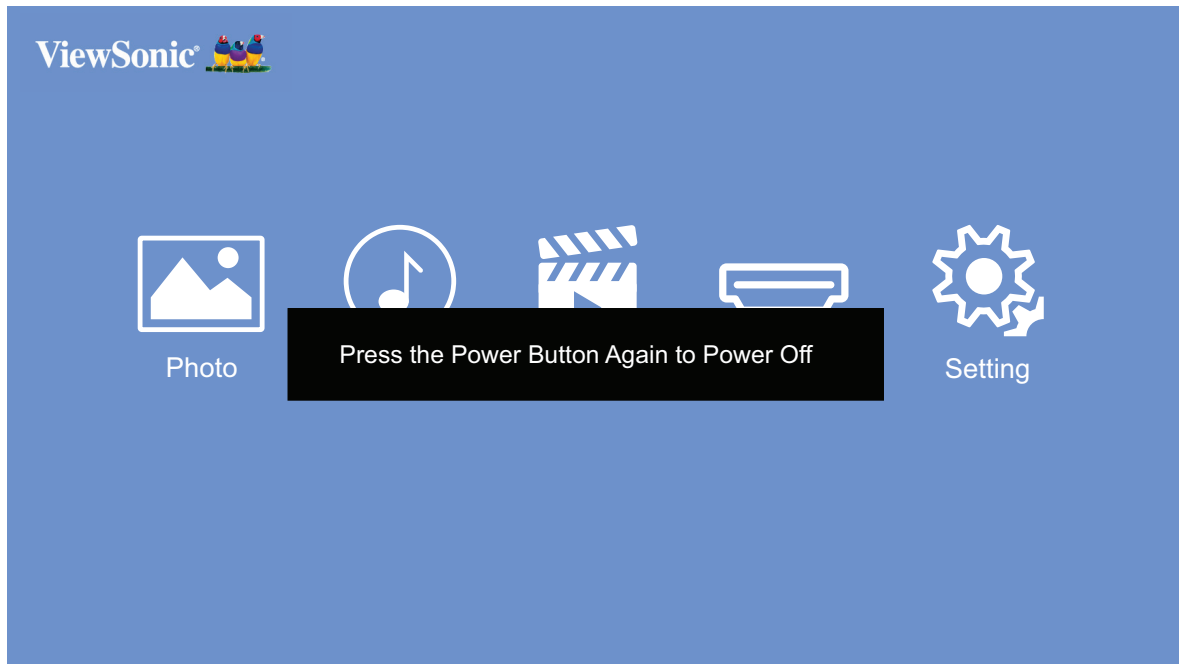 ViewSonic®
Press the Power Button Again to Power Off
Photo
Setting